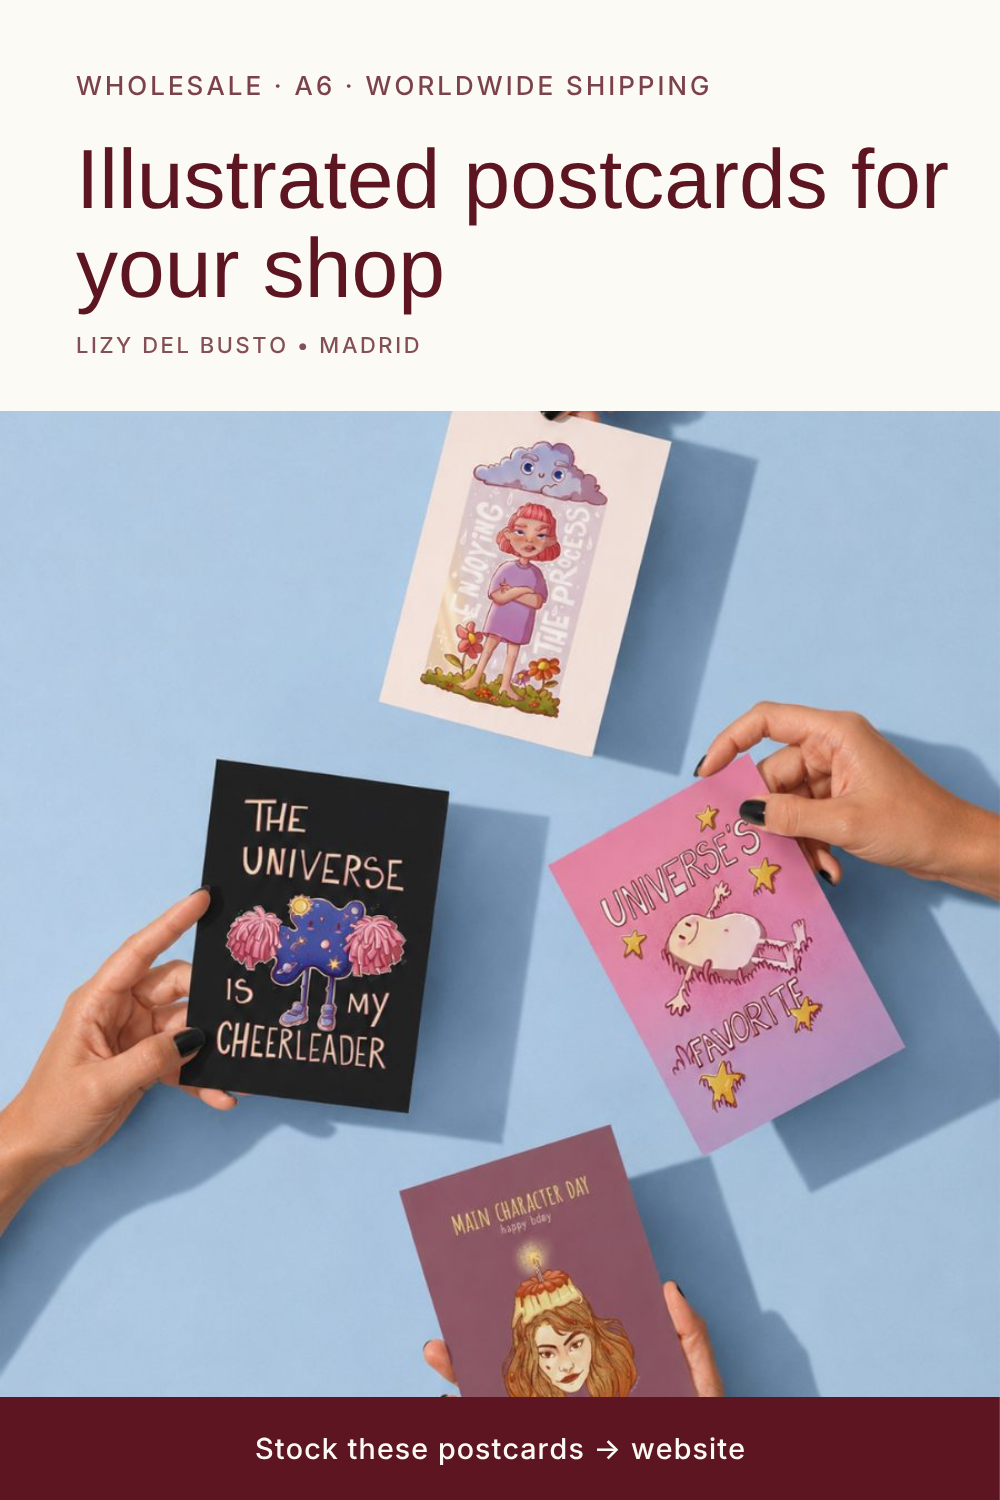 WHOLESALE · A6 · WORLDWIDE SHIPPING
Illustrated postcards for
your shop
LIZY DEL BUSTO • MADRID
ENJOYING
THE PROCESS
THE
UNIVERSE
IS MY
CHEERLEADER
UNIVERSE'S
FAVORITE
MAIN CHARACTER DAY
happy bday
Stock these postcards → website